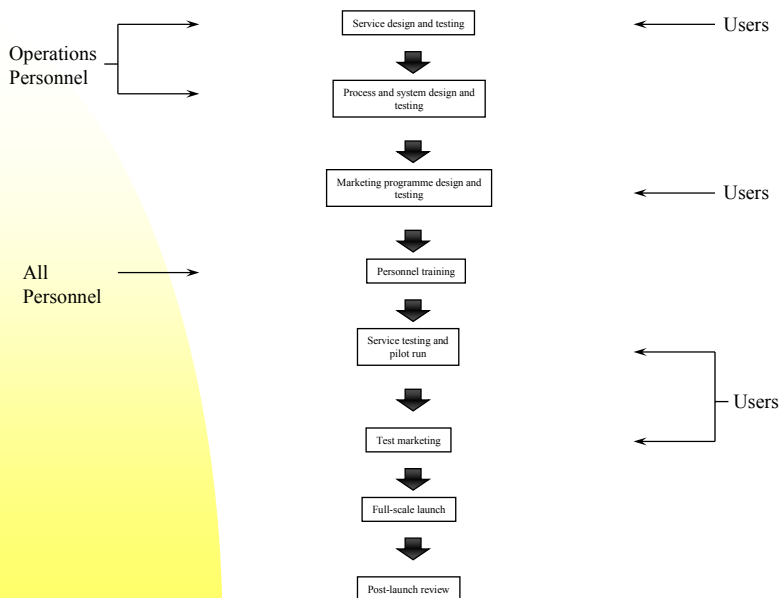 Service design and testing
Users
Operations
Personnel
Process and system design and
testing
Marketing programme design and
testing
Users
All
Personnel
Personnel training
Service testing and
pilot run
Users
Test marketing
Full-scale launch
Post-launch review